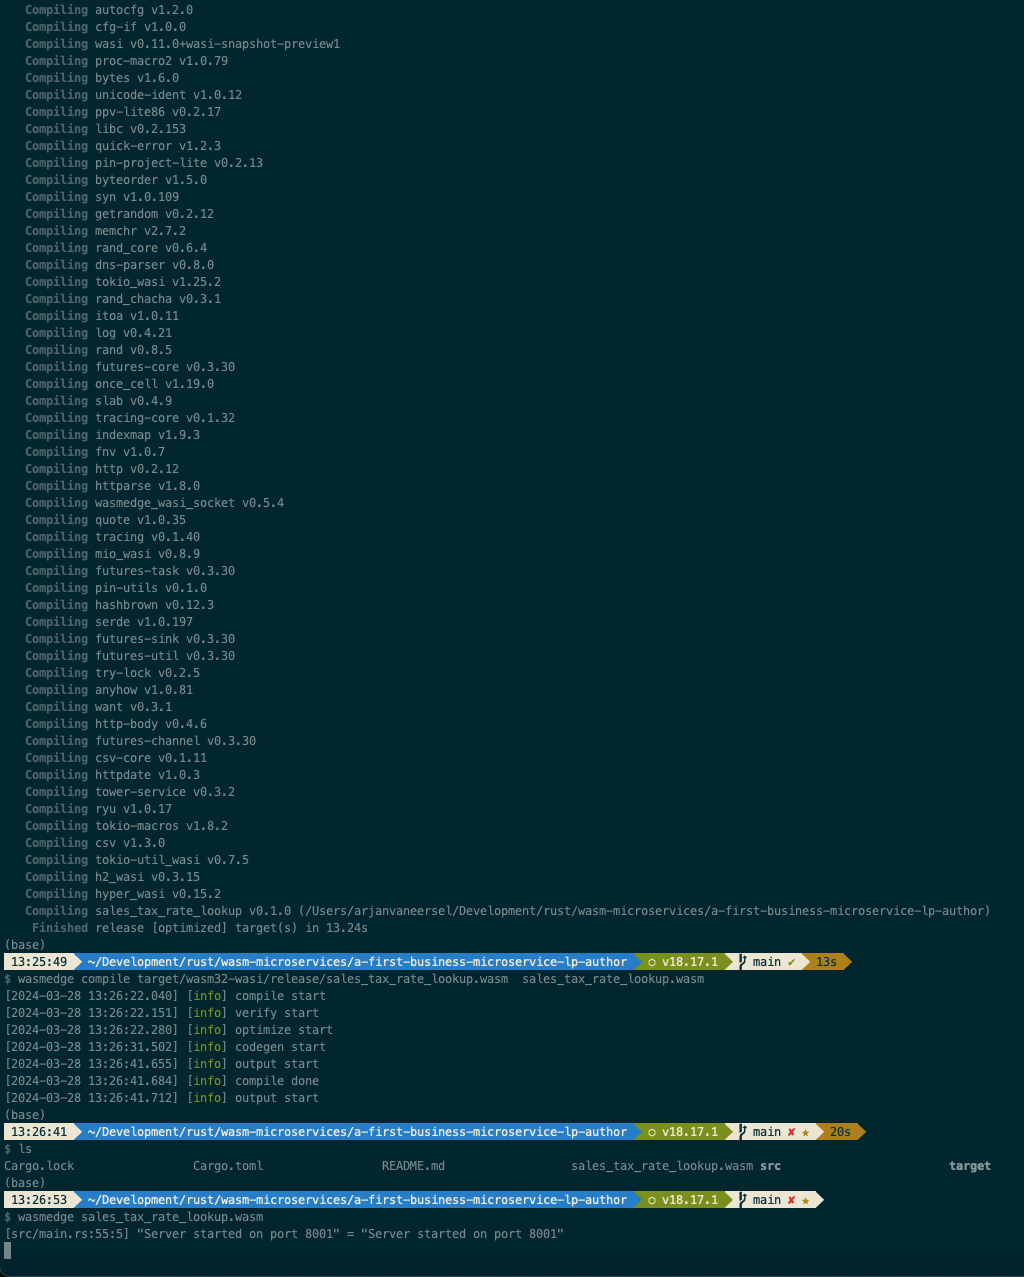 Compiling autocfg v1.2.0
Compiling cfg-if v1.0.0
Compiling wasi v0.11.0+wasi-snapshot-preview1
Compiling proc-macro2 v1.0.79
Compiling bytes v1.6.0
Compiling unicode-ident v1.0.12
Compiling ppv-lite86 v0.2.17
Compiling libc v0.2.153
Compiling quick-error v1.2.3
Compiling pin-project-lite v0.2.13
Compiling byteorder v1.5.0
Compiling syn v1.0.109
Compiling getrandom v0.2.12
Compiling memchr v2.7.2
Compiling rand_core v0.6.4
Compiling dns-parser v0.8.0
Compiling tokio_wasi v1.25.2
Compiling rand_chacha v0.3.1
Compiling itoa v1.0.11
Compiling log v0.4.21
Compiling rand v0.8.5
Compiling futures-core v0.3.30
Compiling once_cell v1.19.0
Compiling slab v0.4.9
Compiling tracing-core v0.1.32
Compiling indexmap v1.9.3
Compiling fnv v1.0.7
Compiling http v0.2.12
Compiling httparse v1.8.0
Compiling wasmedge_wasi_socket v0.5.4
Compiling quote v1.0.35
Compiling tracing v0.1.40
Compiling mio_wasi v0.8.9
Compiling futures-task v0.3.30
Compiling pin-utils v0.1.0
Compiling hashbrown v0.12.3
Compiling serde v1.0.197
Compiling futures-sink v0.3.30
Compiling futures-util v0.3.30
Compiling try-lock v0.2.5
Compiling anyhow v1.0.81
Compiling want v0.3.1
Compiling http-body v0.4.6
Compiling futures-channel v0.3.30
Compiling csv-core v0.1.11
Compiling httpdate v1.0.3
Compiling tower-service v0.3.2
Compiling ryu v1.0.17
Compiling tokio-macros v1.8.2
Compiling csv v1.3.0
Compiling tokio-util_wasi v0.7.5
Compiling h2_wasi v0.3.15
Compiling hyper_wasi v0.15.2
Compiling sales_tax_rate_lookup v0.1.0 (/Users/arjanvaneersel/Development/rust/wasm-microservices/a-first-business-microservice-lp-author)
Finished release [optimized] target(s) in 13.24s
(base)
13:25:49 ~/Development/rust/wasm-microservices/a-first-business-microservice-lp-author ⬡ v18.17.1 main ✔ 13s
$ wasmedge compile target/wasm32-wasi/release/sales_tax_rate_lookup.wasm  sales_tax_rate_lookup.wasm
[2024-03-28 13:26:22.040] [info] compile start
[2024-03-28 13:26:22.151] [info] verify start
[2024-03-28 13:26:22.280] [info] optimize start
[2024-03-28 13:26:31.502] [info] codegen start
[2024-03-28 13:26:41.655] [info] output start
[2024-03-28 13:26:41.684] [info] compile done
[2024-03-28 13:26:41.712] [info] output start
(base)
13:26:41 ~/Development/rust/wasm-microservices/a-first-business-microservice-lp-author ⬡ v18.17.1 main ✘ ★ 20s
$ ls
Cargo.lock Cargo.toml README.md sales_tax_rate_lookup.wasm src target
(base)
13:26:53 ~/Development/rust/wasm-microservices/a-first-business-microservice-lp-author ⬡ v18.17.1 main ✘ ★
$ wasmedge sales_tax_rate_lookup.wasm
[src/main.rs:55:5] "Server started on port 8001" = "Server started on port 8001"